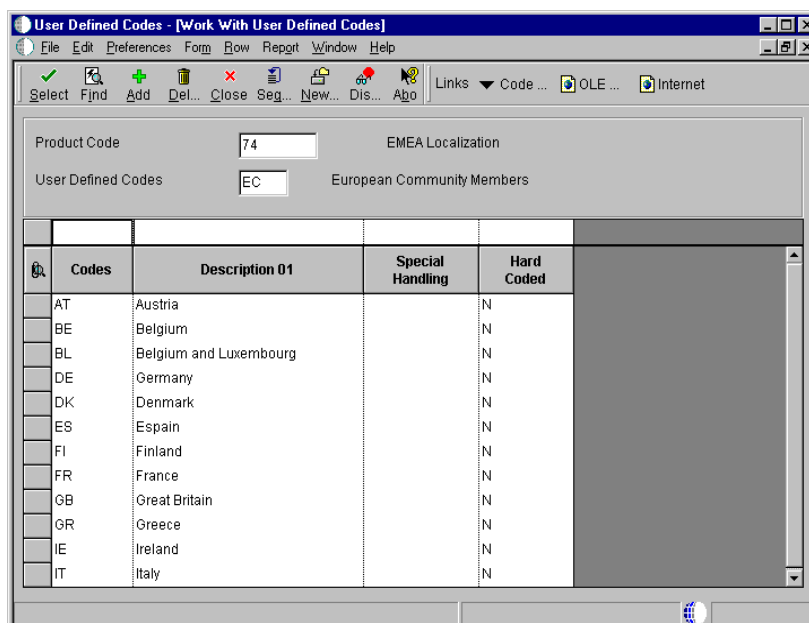 User Defined Codes - [Work With User Defined Codes]
File Edit Preferences Form Row Report Window Help
Select Find Add Del... Close Seq... New... Dis... Abo Links Code ... OLE ... Internet
Product Code 74 EMEA Localization
User Defined Codes EC European Community Members
Codes Description 01 Special Handling Hard Coded
AT Austria N
BE Belgium N
BL Belgium and Luxembourg N
DE Germany N
DK Denmark N
ES Espain N
FI Finland N
FR France N
GB Great Britain N
GR Greece N
IE Ireland N
IT Italy N